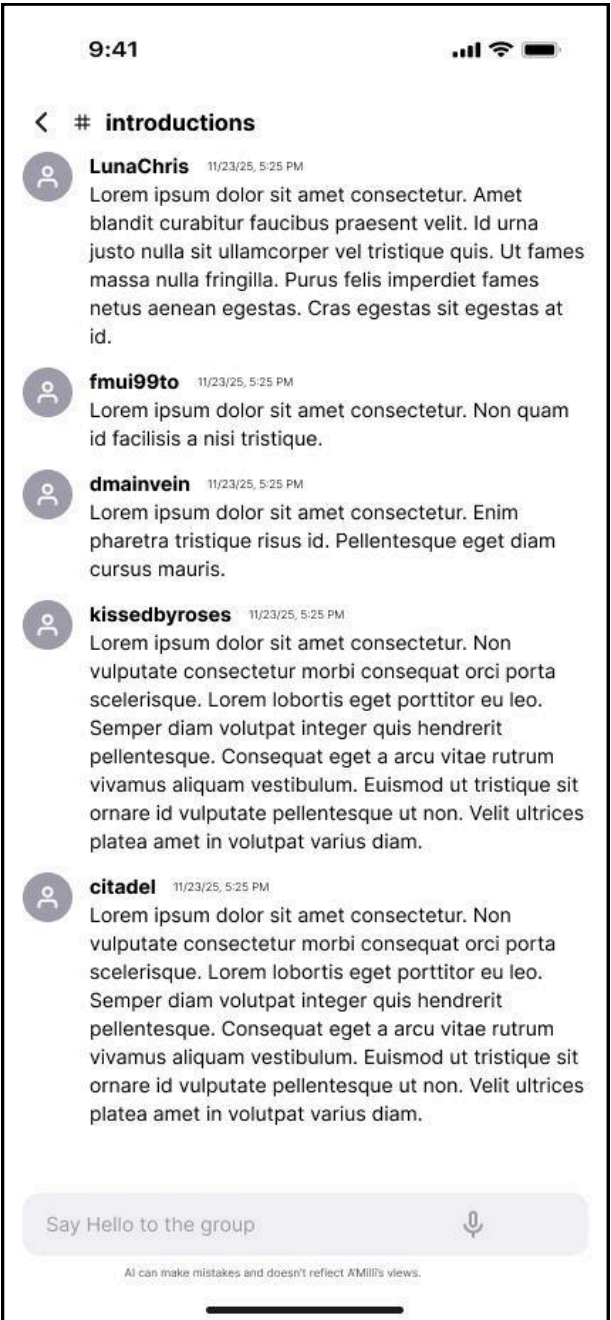 9:41
# introductions
LunaChris 11/23/25, 5:25 PM
Lorem ipsum dolor sit amet consectetur. Amet
blandit curabitur faucibus praesent velit. Id urna
justo nulla sit ullamcorper vel tristique quis. Ut fames
massa nulla fringilla. Purus felis imperdiet fames
netus aenean egestas. Cras egestas sit egestas at
id.
fmui99to 11/23/25, 5:25 PM
Lorem ipsum dolor sit amet consectetur. Non quam
id facilisis a nisi tristique.
dmainvein 11/23/25, 5:25 PM
Lorem ipsum dolor sit amet consectetur. Enim
pharetra tristique risus id. Pellentesque eget diam
cursus mauris.
kissedbyroses 11/23/25, 5:25 PM
Lorem ipsum dolor sit amet consectetur. Non
vulputate consectetur morbi consequat orci porta
scelerisque. Lorem lobortis eget porttitor eu leo.
Semper diam volutpat integer quis hendrerit
pellentesque. Consequat eget a arcu vitae rutrum
vivamus aliquam vestibulum. Euismod ut tristique sit
ornare id vulputate pellentesque ut non. Velit ultrices
platea amet in volutpat varius diam.
citadel 11/23/25, 5:25 PM
Lorem ipsum dolor sit amet consectetur. Non
vulputate consectetur morbi consequat orci porta
scelerisque. Lorem lobortis eget porttitor eu leo.
Semper diam volutpat integer quis hendrerit
pellentesque. Consequat eget a arcu vitae rutrum
vivamus aliquam vestibulum. Euismod ut tristique sit
ornare id vulputate pellentesque ut non. Velit ultrices
platea amet in volutpat varius diam.
Say Hello to the group
AI can make mistakes and doesn't reflect A'Milli's views.